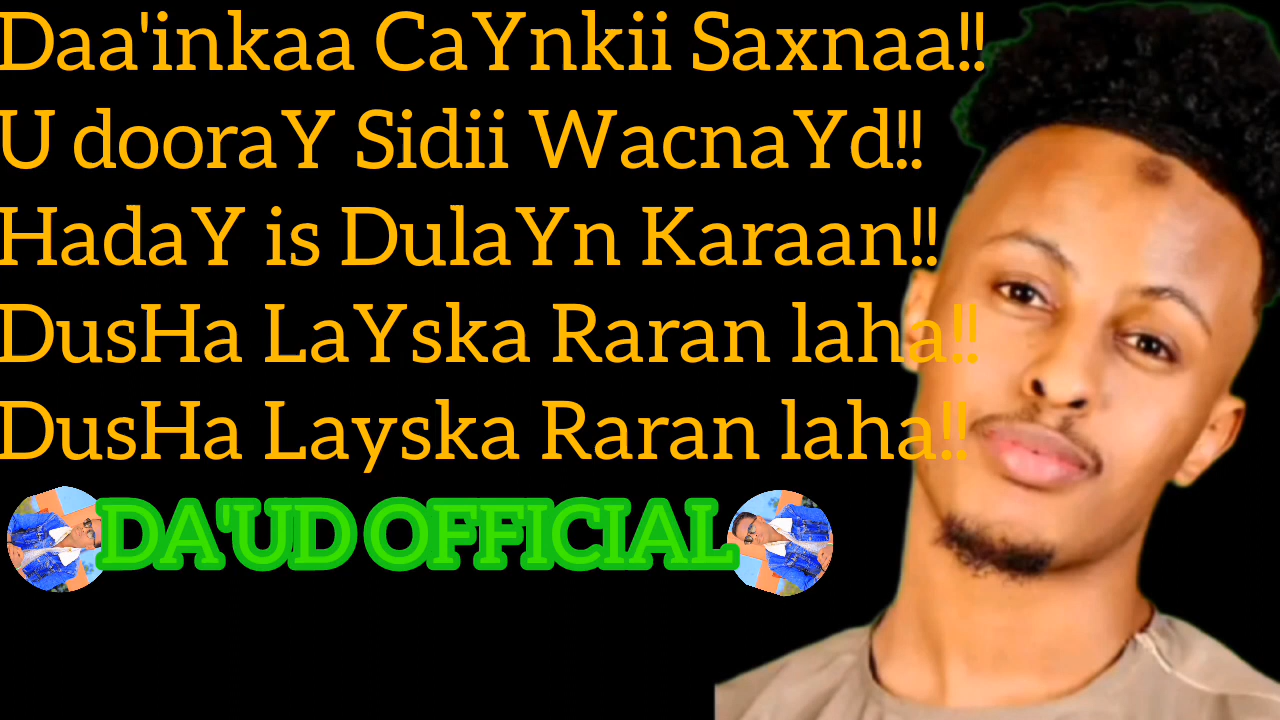 Daa'inkaa CaYnkii Saxnaa!!
U dooraY Sidii WacnaYd!!
HadaY is DulaYn Karaan!!
DusHa LaYska Raran laha!!
DusHa Layska Raran laha!!
DA'UD OFFICIAL